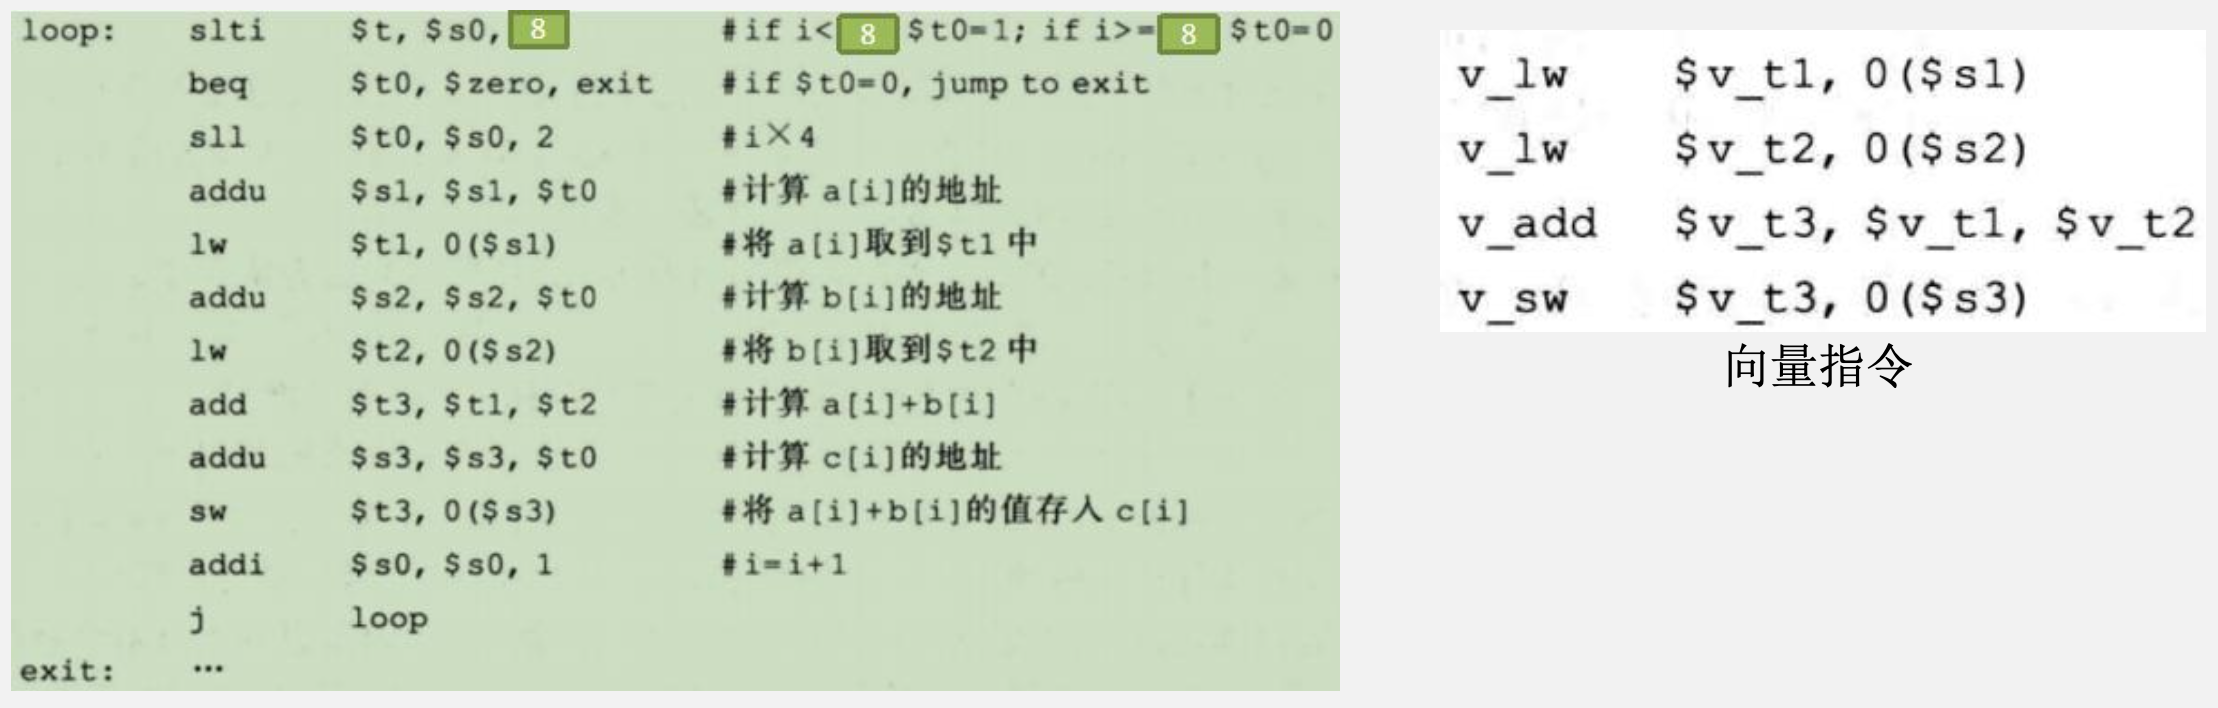 loop: slti $t, $s0, 8 #if i<8 $t0=1; if i>=8 $t0=0
beq $t0, $zero, exit #if $t0=0, jump to exit
sll $t0, $s0, 2 #i×4
addu $s1, $s1, $t0 #计算 a[i]的地址
lw $t1, 0($s1) #将 a[i]取到$t1 中
addu $s2, $s2, $t0 #计算 b[i]的地址
lw $t2, 0($s2) #将 b[i]取到$t2 中
add $t3, $t1, $t2 #计算 a[i]+b[i]
addu $s3, $s3, $t0 #计算 c[i]的地址
sw $t3, 0($s3) #将 a[i]+b[i]的值存入 c[i]
addi $s0, $s0, 1 #i=i+1
j loop
exit: …
v_lw $v_t1, 0($s1)
v_lw $v_t2, 0($s2)
v_add $v_t3, $v_t1, $v_t2
v_sw $v_t3, 0($s3)
向量指令